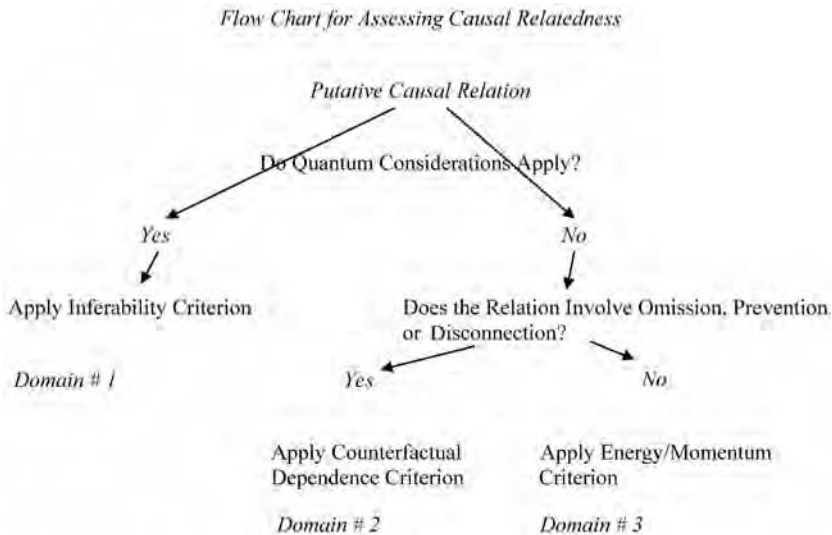 Flow Chart for Assessing Causal Relatedness
Putative Causal Relation
Do Quantum Considerations Apply?
Yes
No
Apply Inferability Criterion
Does the Relation Involve Omission, Prevention,
or Disconnection?
Domain # 1
Yes
No
Apply Counterfactual
Dependence Criterion
Apply Energy/Momentum
Criterion
Domain # 2
Domain # 3